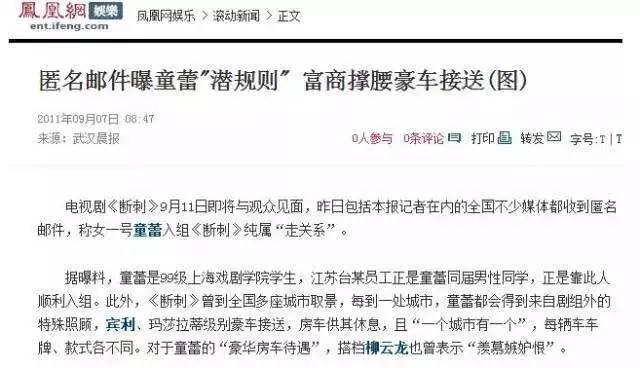 鳳凰網 娛樂
ent.ifeng.com
凤凰网娱乐 > 滚动新闻 > 正文
匿名邮件曝童蕾"潜规则" 富商撑腰豪车接送(图)
2011年09月07日 08:47
来源：武汉晨报
0人参与 0条评论 打印 转发 字号:T|T
电视剧《断刺》9月11日即将与观众见面，昨日包括本报记者在内的全国不少媒体都收到匿名
邮件，称女一号童蕾入组《断刺》纯属“走关系”。
据曝料，童蕾是99级上海戏剧学院学生，江苏台某员工正是童蕾同届男性同学，正是靠此人
顺利入组。此外，《断刺》曾到全国多座城市取景，每到一处城市，童蕾都会得到来自剧组外的
特殊照顾，宾利、玛莎拉蒂级别豪车接送，房车供其休息，且“一个城市有一个”，每辆车车
牌、款式各不同。对于童蕾的“豪华房车待遇”，搭档柳云龙也曾表示“羡慕嫉妒恨”。